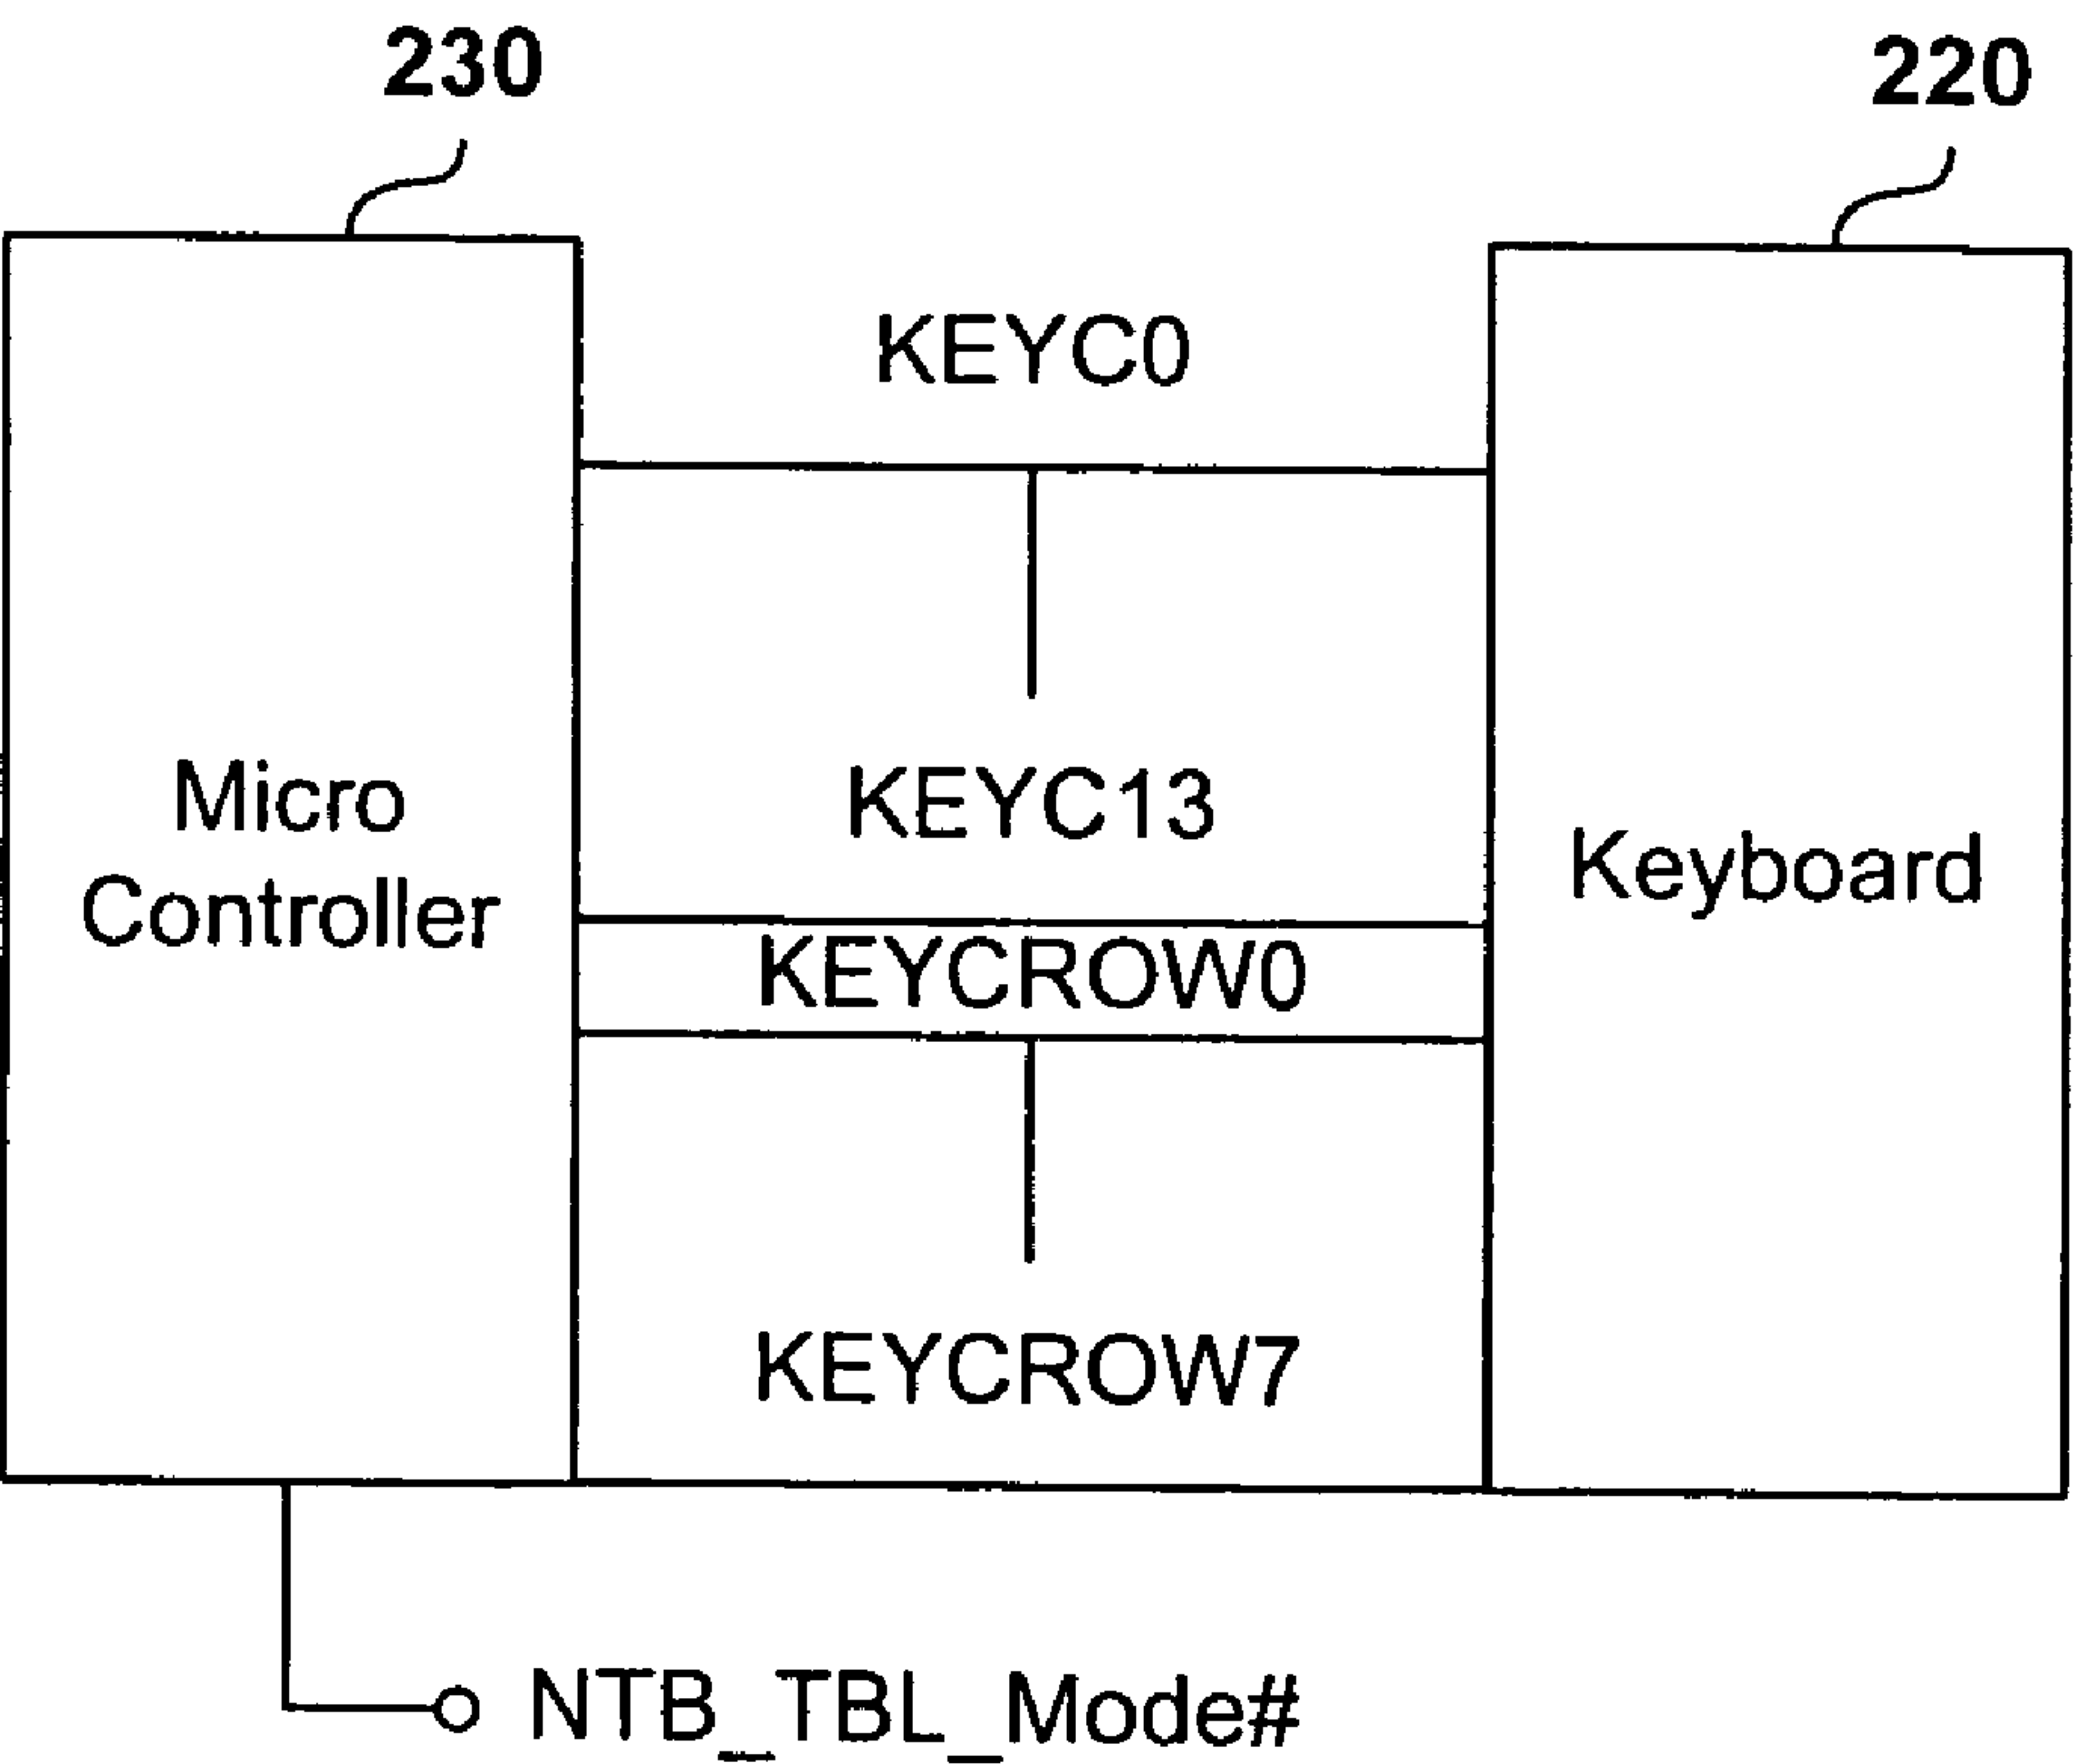 230
220
KEYC0
KEYC13
Micro
Controller
Keyboard
KEYCROW0
KEYCROW7
NTB_TBL_Mode#